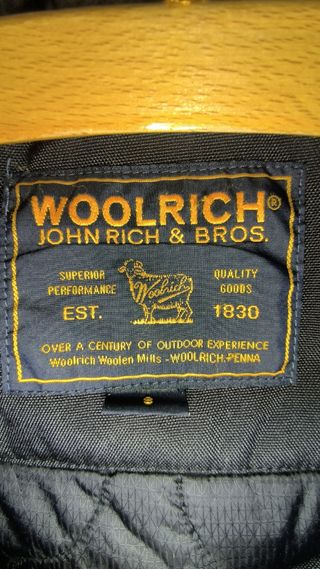 WOOLRICH®
JOHN RICH & BROS.
SUPERIOR PERFORMANCE
Woolrich
QUALITY GOODS
EST. 1830
OVER A CENTURY OF OUTDOOR EXPERIENCE
Woolrich Woolen Mills - WOOLRICH, PENNA